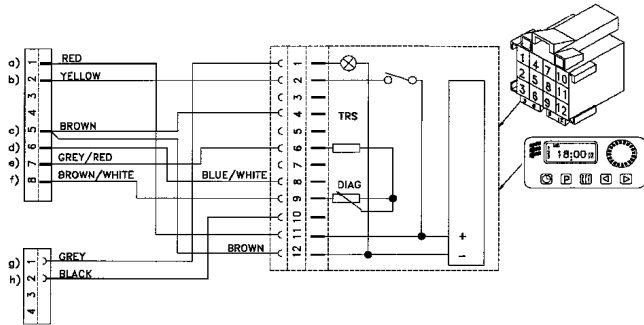 a) 1 RED
b) 2 YELLOW
3
4
c) 5 BROWN
d) 6
e) 7 GREY/RED
f) 8 BROWN/WHITE
BLUE/WHITE
BROWN
g) 1 GREY
h) 2 BLACK
3
4
1
2
3
4
5
6
7
8
9
10
11
12
TRS
DIAG
+
−
1 4 7 10
2 5 8 11
3 6 9 12
18:00
P